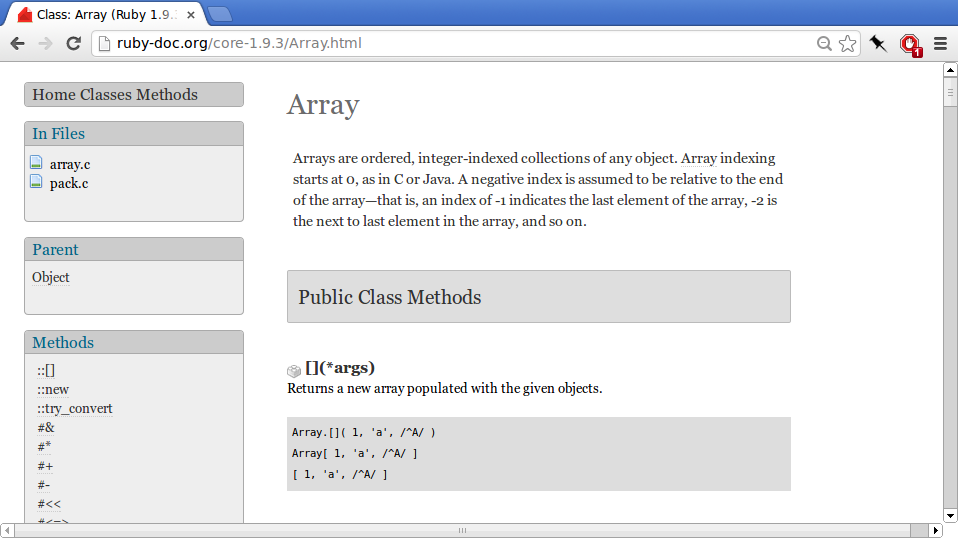 Class: Array (Ruby 1.9.
ruby-doc.org/core-1.9.3/Array.html
1
Home Classes Methods
In Files
array.c
pack.c
Parent
Object
Methods
::[]
::new
::try_convert
#&
#*
#+
#-
#<<
#<=>
Array
Arrays are ordered, integer-indexed collections of any object. Array indexing
starts at 0, as in C or Java. A negative index is assumed to be relative to the end
of the array—that is, an index of -1 indicates the last element of the array, -2 is
the next to last element in the array, and so on.
Public Class Methods
[](*args)
Returns a new array populated with the given objects.
Array.[]( 1, 'a', /^A/ )
Array[ 1, 'a', /^A/ ]
[ 1, 'a', /^A/ ]